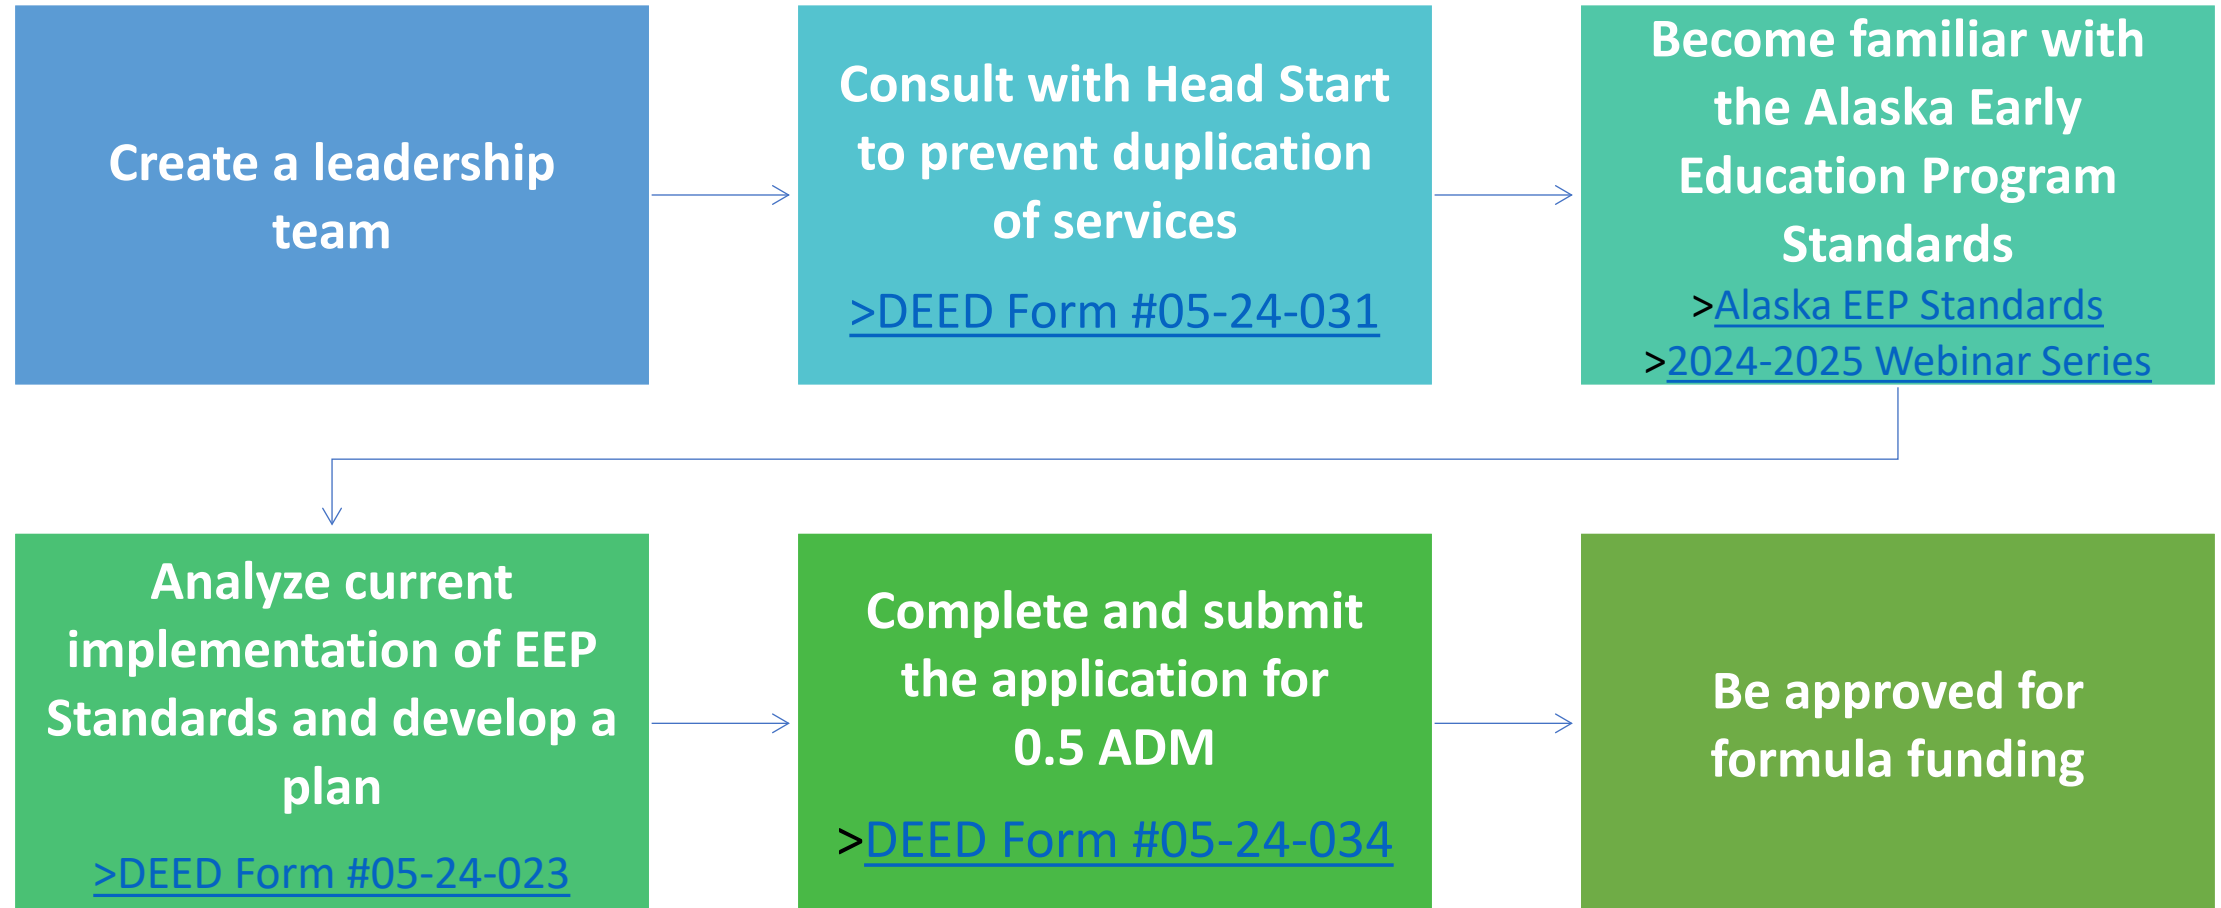 Create a leadership
team
Consult with Head Start
to prevent duplication
of services
>DEED Form #05-24-031
Become familiar with
the Alaska Early
Education Program
Standards
>Alaska EEP Standards
>2024-2025 Webinar Series
Analyze current
implementation of EEP
Standards and develop a
plan
>DEED Form #05-24-023
Complete and submit
the application for
0.5 ADM
>DEED Form #05-24-034
Be approved for
formula funding